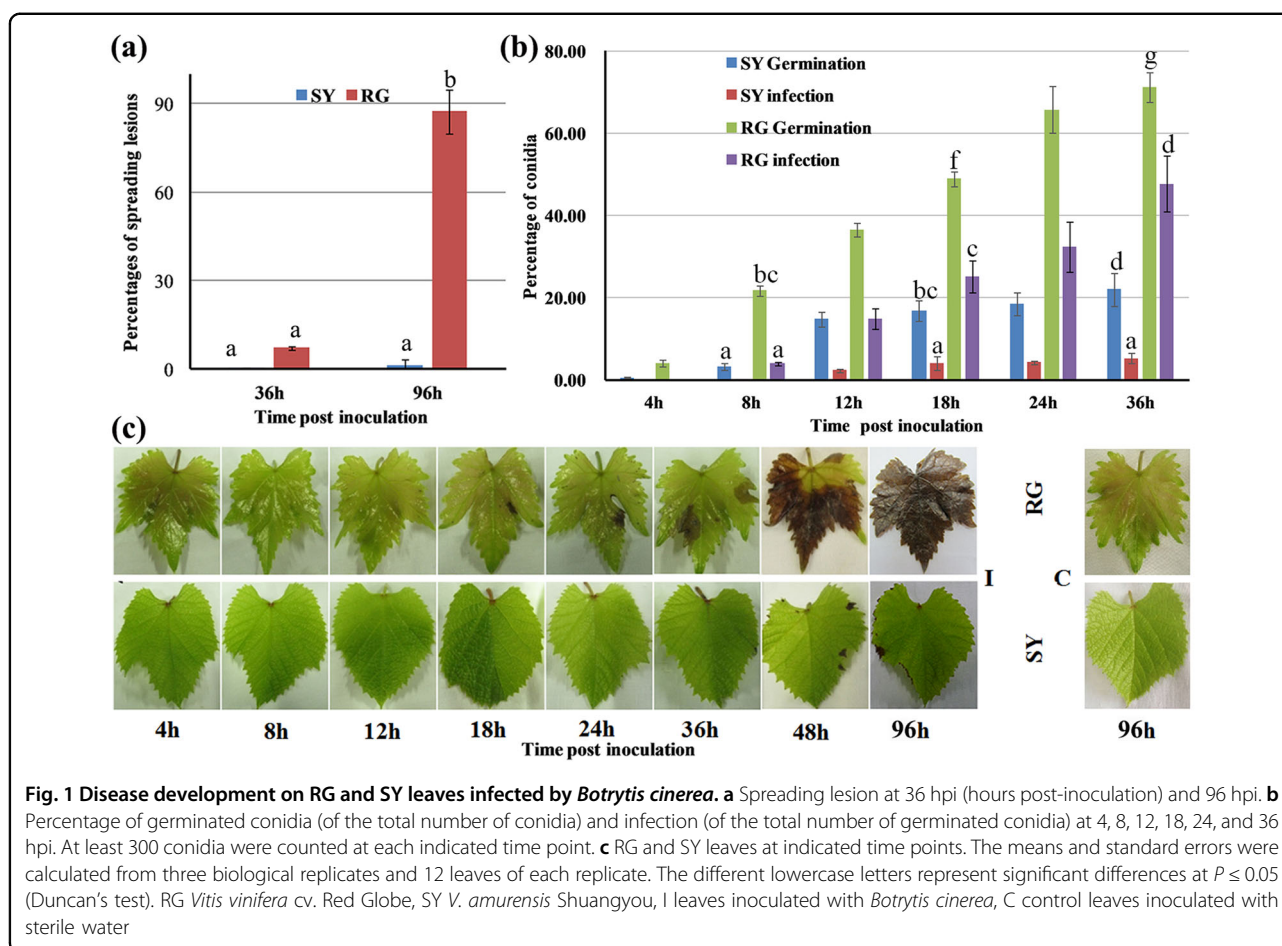 (a)
b
SY RG
90
60
30
0
a
a
a
36h 96h
Percentages of spreading lesions
Time post inoculation
(b)
80.00
60.00
40.00
20.00
0.00
Percentage of conidia
SY Germination
SY infection
RG Germination
RG infection
a
bc
a
bc
a
f
c
d
a
g
d
4h 8h 12h 18h 24h 36h
Time post inoculation
(c)
RG
I C
SY
4h 8h 12h 18h 24h 36h 48h 96h 96h
Time post inoculation
Fig. 1 Disease development on RG and SY leaves infected by Botrytis cinerea. a Spreading lesion at 36 hpi (hours post-inoculation) and 96 hpi. b
Percentage of germinated conidia (of the total number of conidia) and infection (of the total number of germinated conidia) at 4, 8, 12, 18, 24, and 36
hpi. At least 300 conidia were counted at each indicated time point. c RG and SY leaves at indicated time points. The means and standard errors were
calculated from three biological replicates and 12 leaves of each replicate. The different lowercase letters represent significant differences at P ≤ 0.05
(Duncan's test). RG Vitis vinifera cv. Red Globe, SY V. amurensis Shuangyou, I leaves inoculated with Botrytis cinerea, C control leaves inoculated with
sterile water